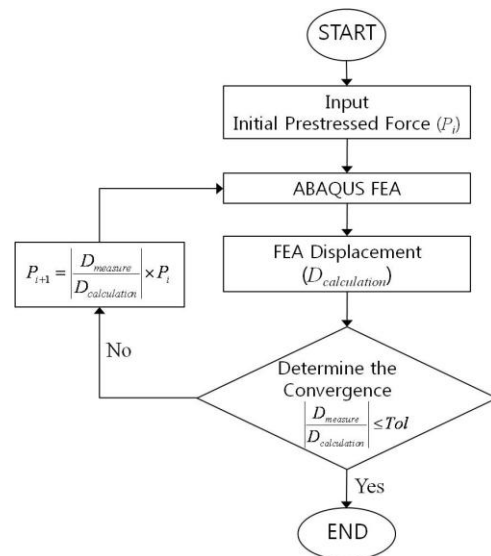 START
Input
Initial Prestressed Force (P_i)
ABAQUS FEA
FEA Displacement
(D_calculation)
P_{i+1} = |D_measure / D_calculation| × P_i
No
Determine the
Convergence
|D_measure / D_calculation| ≤ Tol
Yes
END